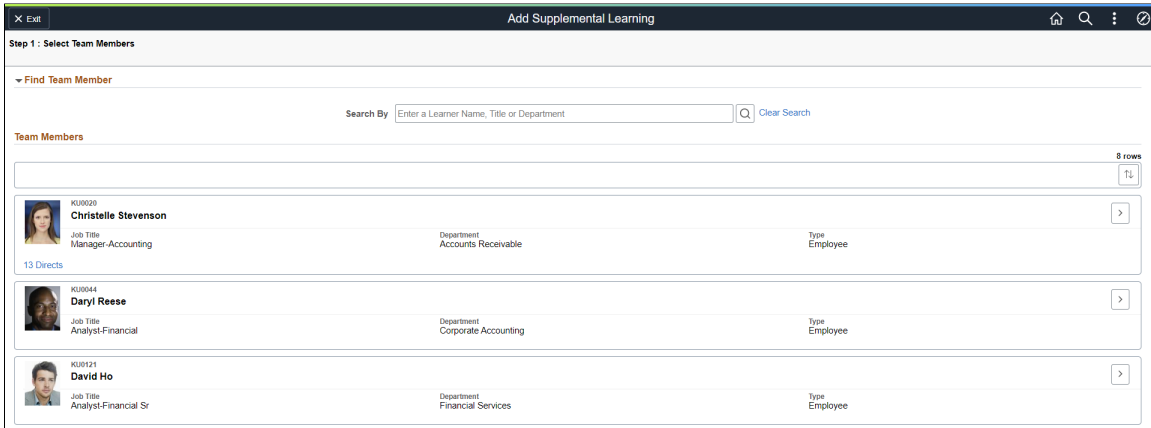 Exit
Add Supplemental Learning
Step 1 : Select Team Members
Find Team Member
Search By Enter a Learner Name, Title or Department Clear Search
Team Members
8 rows
KU0020
Christelle Stevenson
Job Title Department Type
Manager-Accounting Accounts Receivable Employee
13 Directs
KU0044
Daryl Reese
Job Title Department Type
Analyst-Financial Corporate Accounting Employee
KU0121
David Ho
Job Title Department Type
Analyst-Financial Sr Financial Services Employee